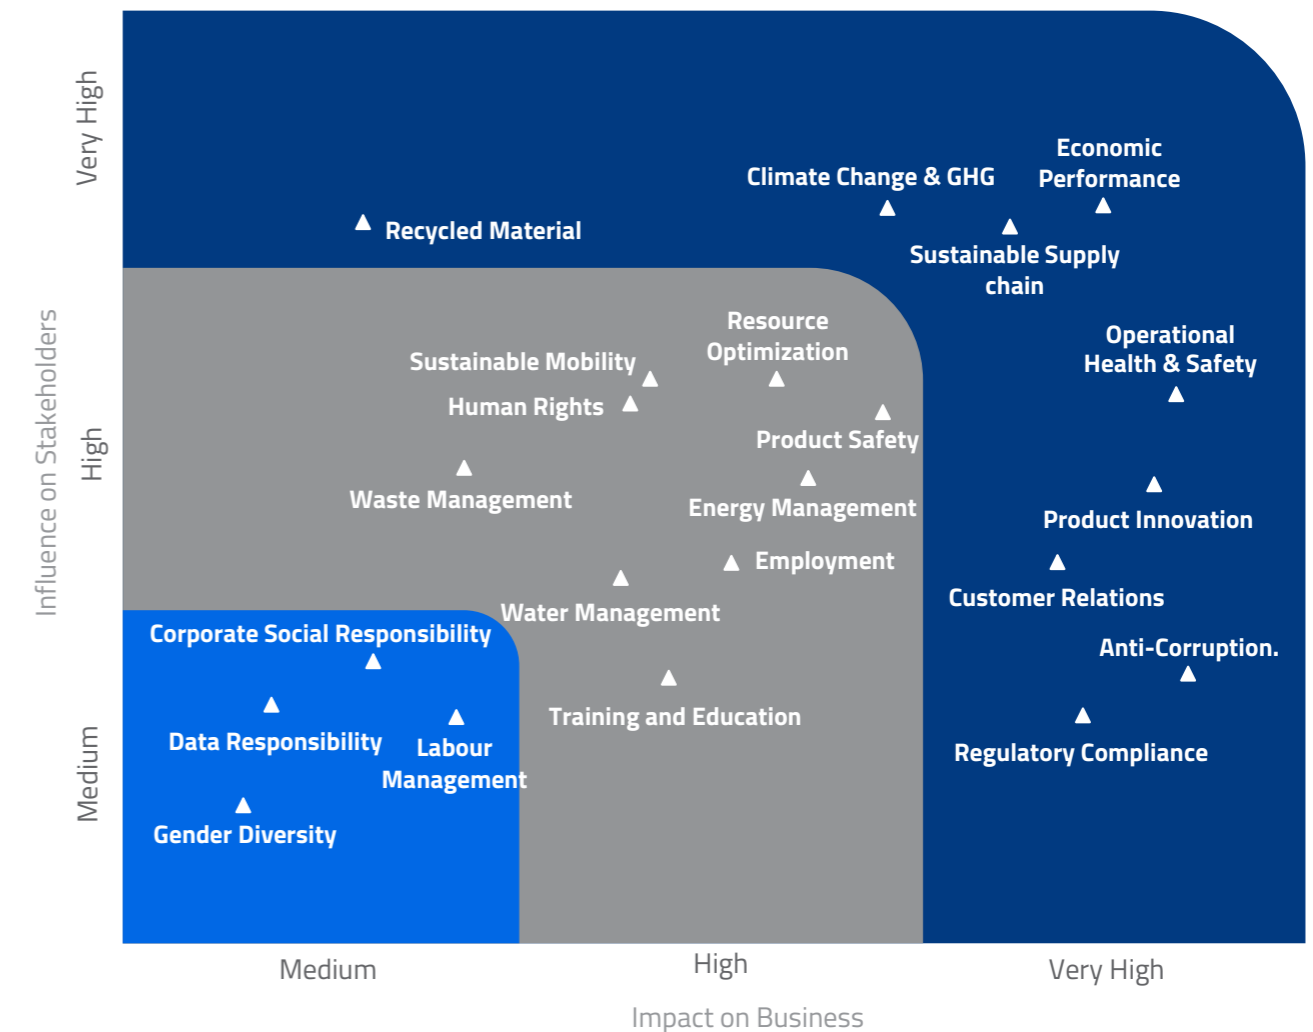 Very High
High
Medium
Influence on Stakeholders
Economic
Performance
Climate Change & GHG
Recycled Material
Sustainable Supply
chain
Resource
Optimization
Operational
Health & Safety
Sustainable Mobility
Human Rights
Product Safety
Waste Management
Energy Management
Product Innovation
Employment
Customer Relations
Water Management
Corporate Social Responsibility
Anti-Corruption.
Training and Education
Data Responsibility
Labour
Management
Regulatory Compliance
Gender Diversity
Medium
High
Very High
Impact on Business